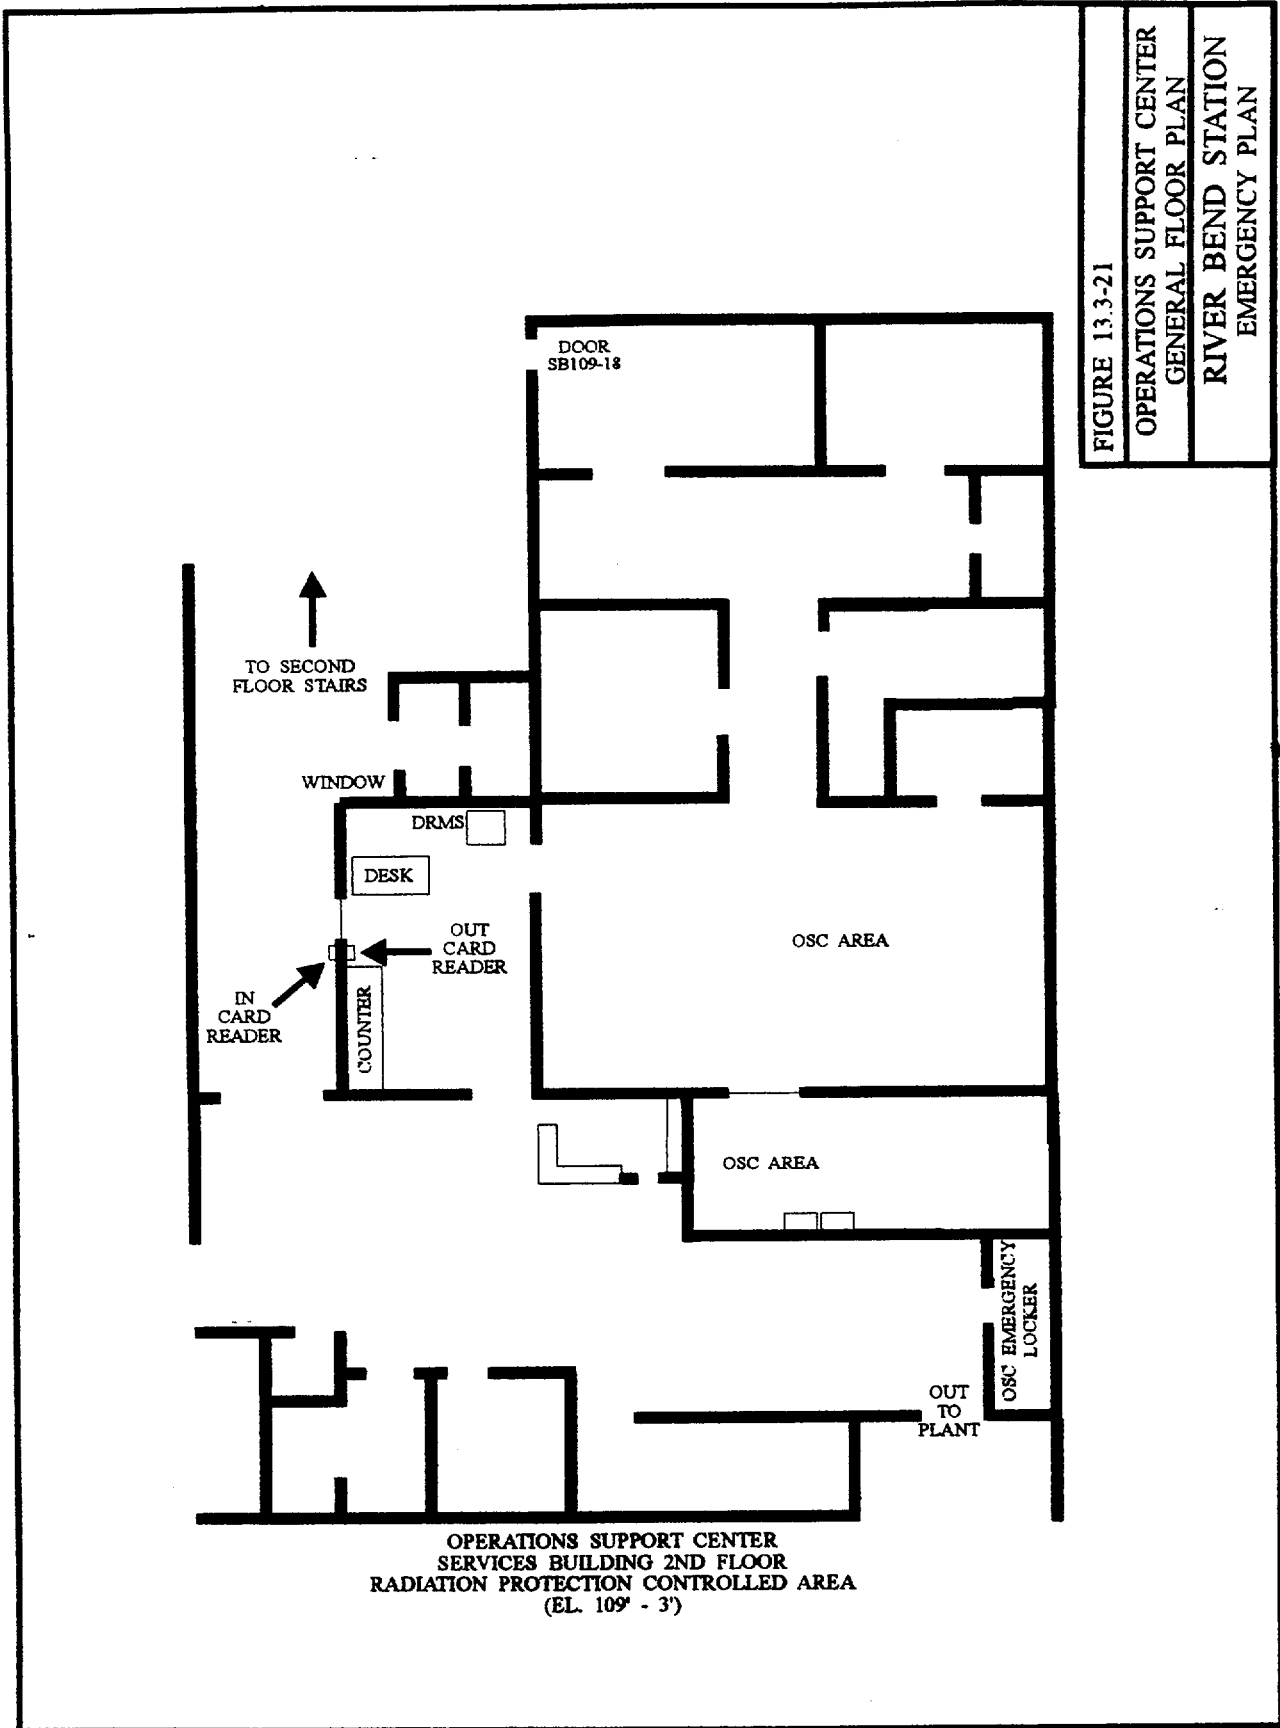 FIGURE 13.3-21
OPERATIONS SUPPORT CENTER
GENERAL FLOOR PLAN
RIVER BEND STATION
EMERGENCY PLAN
DOOR
SB109-18
TO SECOND
FLOOR STAIRS
WINDOW
DRMS
DESK
OUT
CARD
READER
OSC AREA
IN
CARD
READER
COUNTER
OSC AREA
OSC EMERGENCY
LOCKER
OUT
TO
PLANT
OPERATIONS SUPPORT CENTER
SERVICES BUILDING 2ND FLOOR
RADIATION PROTECTION CONTROLLED AREA
(EL. 109' - 3')